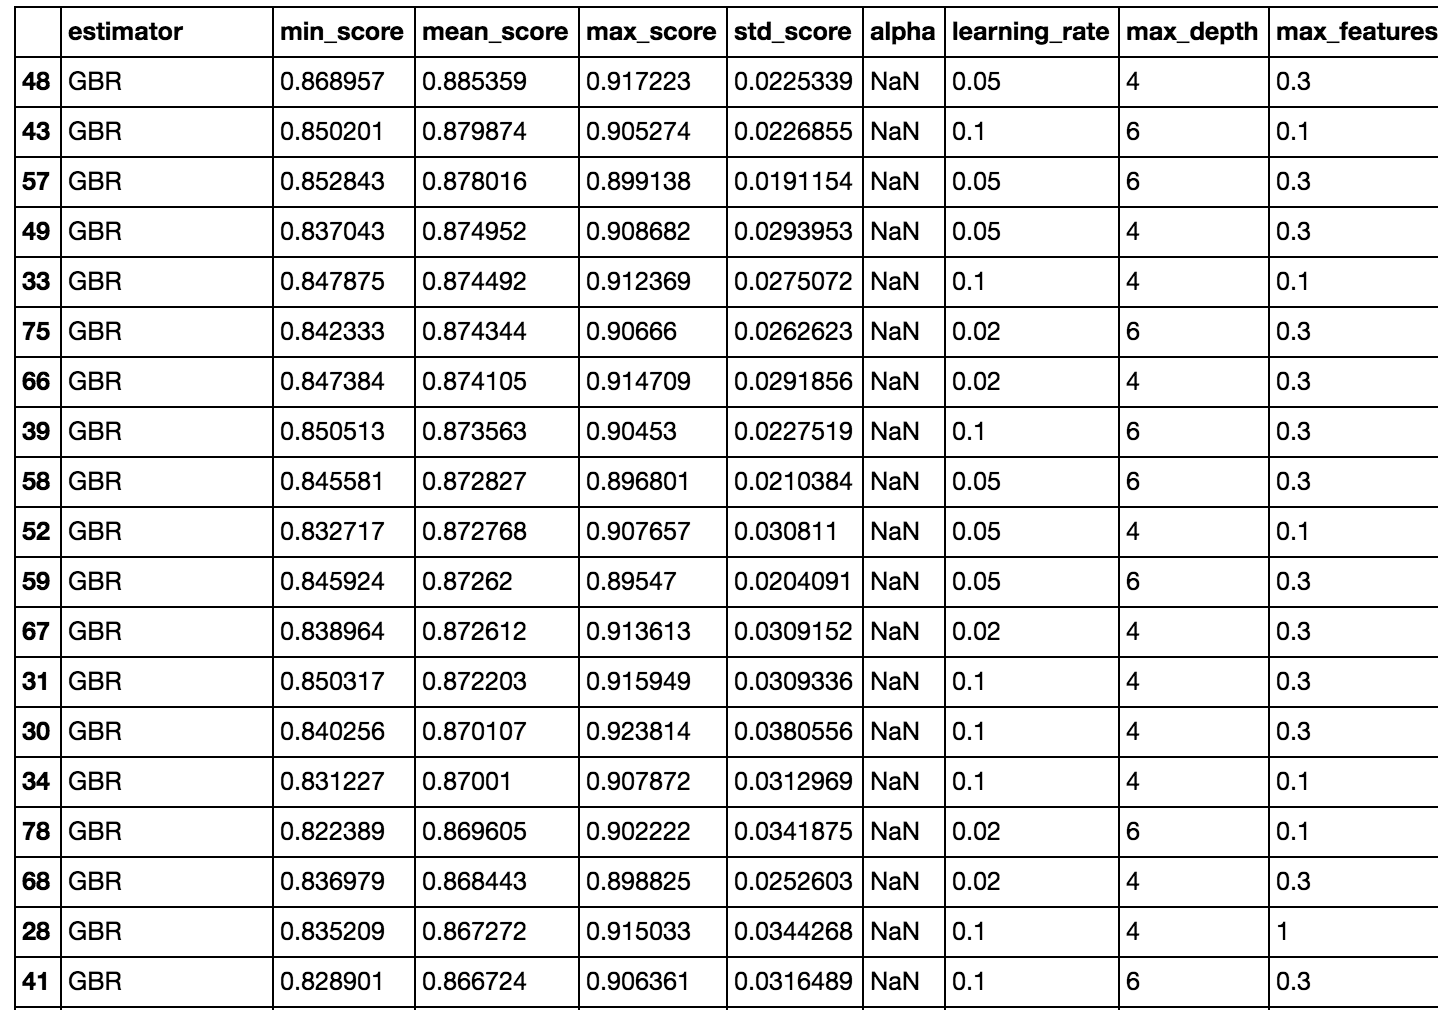 estimator min_score mean_score max_score std_score alpha learning_rate max_depth max_features
48 GBR 0.868957 0.885359 0.917223 0.0225339 NaN 0.05 4 0.3
43 GBR 0.850201 0.879874 0.905274 0.0226855 NaN 0.1 6 0.1
57 GBR 0.852843 0.878016 0.899138 0.0191154 NaN 0.05 6 0.3
49 GBR 0.837043 0.874952 0.908682 0.0293953 NaN 0.05 4 0.3
33 GBR 0.847875 0.874492 0.912369 0.0275072 NaN 0.1 4 0.1
75 GBR 0.842333 0.874344 0.90666 0.0262623 NaN 0.02 6 0.3
66 GBR 0.847384 0.874105 0.914709 0.0291856 NaN 0.02 4 0.3
39 GBR 0.850513 0.873563 0.90453 0.0227519 NaN 0.1 6 0.3
58 GBR 0.845581 0.872827 0.896801 0.0210384 NaN 0.05 6 0.3
52 GBR 0.832717 0.872768 0.907657 0.030811 NaN 0.05 4 0.1
59 GBR 0.845924 0.87262 0.89547 0.0204091 NaN 0.05 6 0.3
67 GBR 0.838964 0.872612 0.913613 0.0309152 NaN 0.02 4 0.3
31 GBR 0.850317 0.872203 0.915949 0.0309336 NaN 0.1 4 0.3
30 GBR 0.840256 0.870107 0.923814 0.0380556 NaN 0.1 4 0.3
34 GBR 0.831227 0.87001 0.907872 0.0312969 NaN 0.1 4 0.1
78 GBR 0.822389 0.869605 0.902222 0.0341875 NaN 0.02 6 0.1
68 GBR 0.836979 0.868443 0.898825 0.0252603 NaN 0.02 4 0.3
28 GBR 0.835209 0.867272 0.915033 0.0344268 NaN 0.1 4 1
41 GBR 0.828901 0.866724 0.906361 0.0316489 NaN 0.1 6 0.3